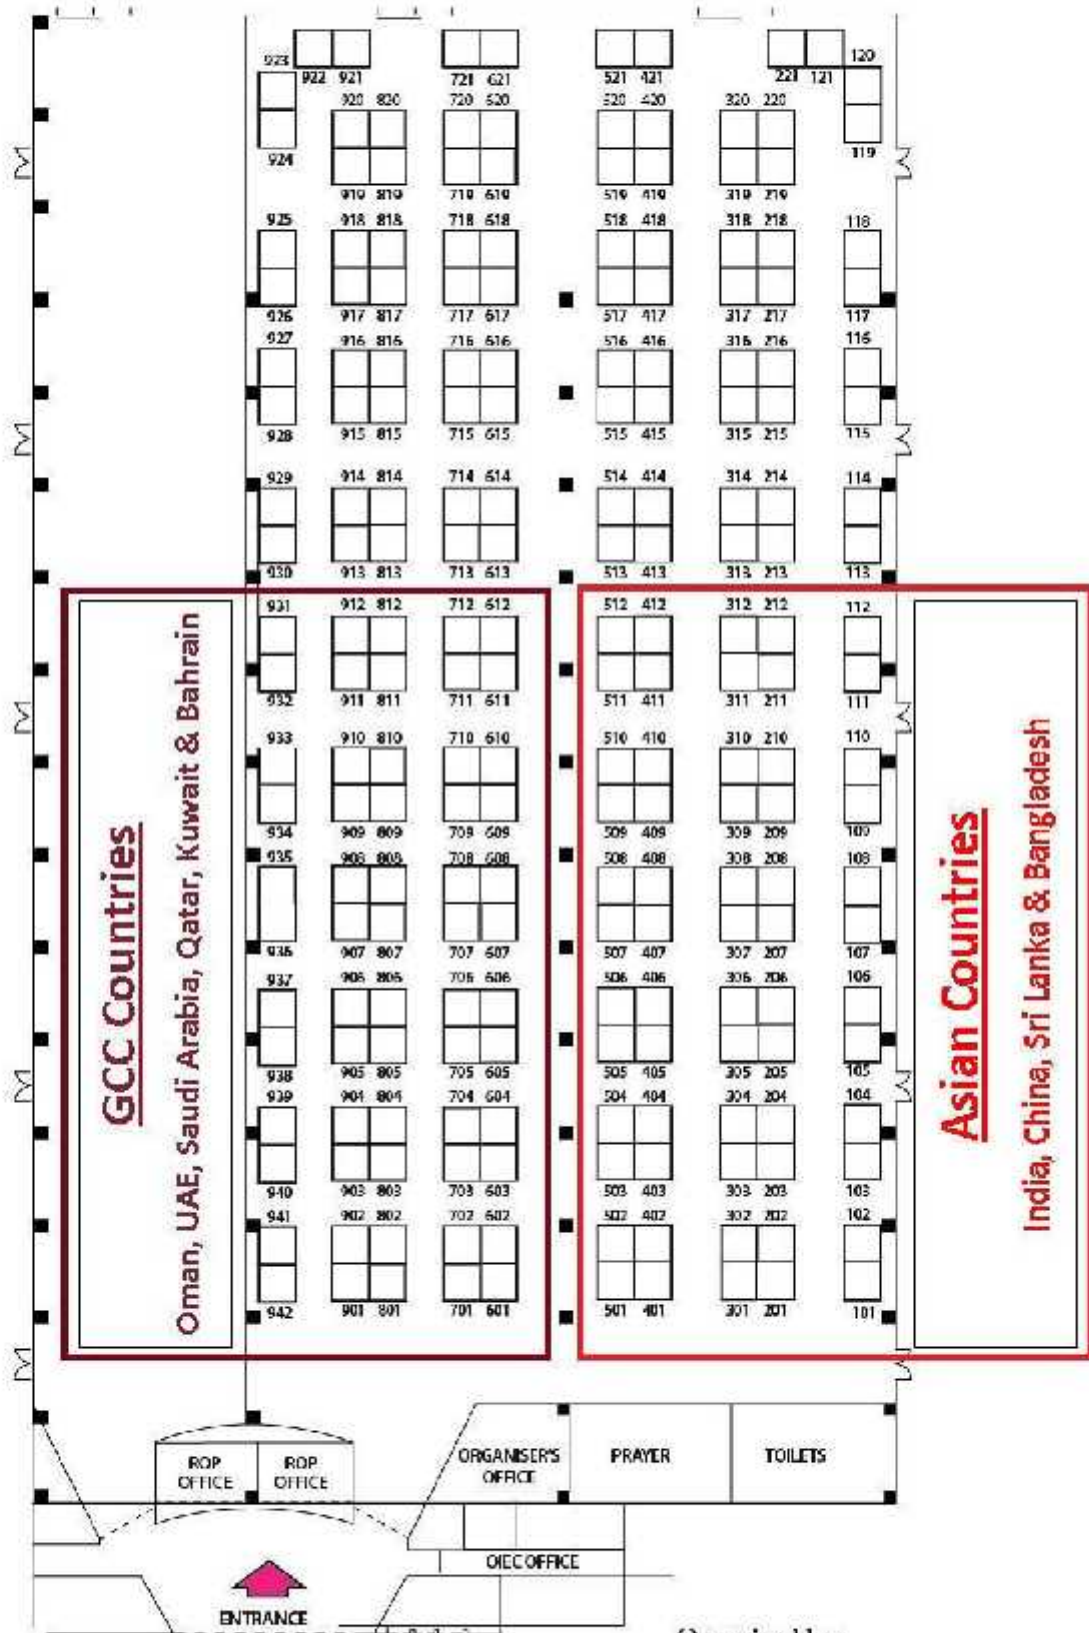 923 120
922 921 721 621 521 421 221 121
920 820 720 620 520 420 320 220
924 119
919 819 719 619 519 419 319 219
925 918 818 718 618 518 418 318 218 118
926 917 817 717 617 517 417 317 217 117
927 916 816 716 616 516 416 316 216 116
928 915 815 715 615 515 415 315 215 115
929 914 814 714 614 514 414 314 214 114
930 913 813 713 613 513 413 313 213 113
931 912 812 712 612 512 412 312 212 112
932 911 811 711 611 511 411 311 211 111
933 910 810 710 610 510 410 310 210 110
934 909 809 709 609 509 409 309 209 109
935 908 808 708 608 508 408 308 208 108
936 907 807 707 607 507 407 307 207 107
937 906 806 706 606 506 406 306 206 106
938 905 805 705 605 505 405 305 205 105
939 904 804 704 604 504 404 304 204 104
940 903 803 703 603 503 403 303 203 103
941 902 802 702 602 502 402 302 202 102
942 901 801 701 601 501 401 301 201 101
GCC Countries
Oman, UAE, Saudi Arabia, Qatar, Kuwait & Bahrain
Asian Countries
India, China, Sri Lanka & Bangladesh
ROP
OFFICE
ROP
OFFICE
ORGANISER'S
OFFICE
PRAYER
TOILETS
OIEC OFFICE
ENTRANCE